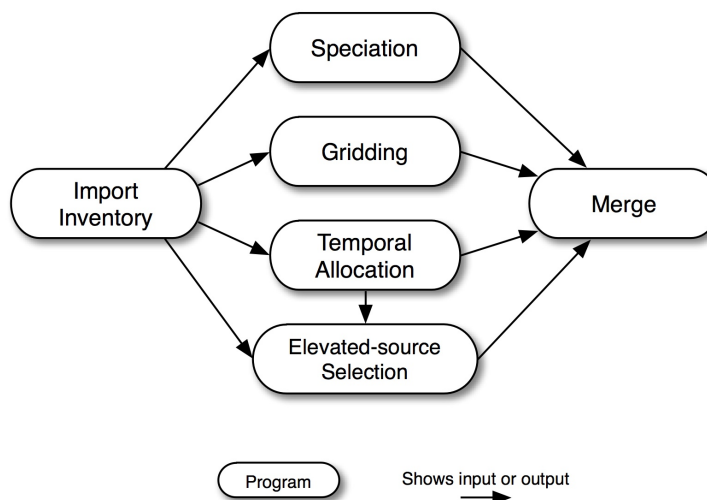 Speciation
Gridding
Import
Inventory
Merge
Temporal
Allocation
Elevated-source
Selection
Program
Shows input or output